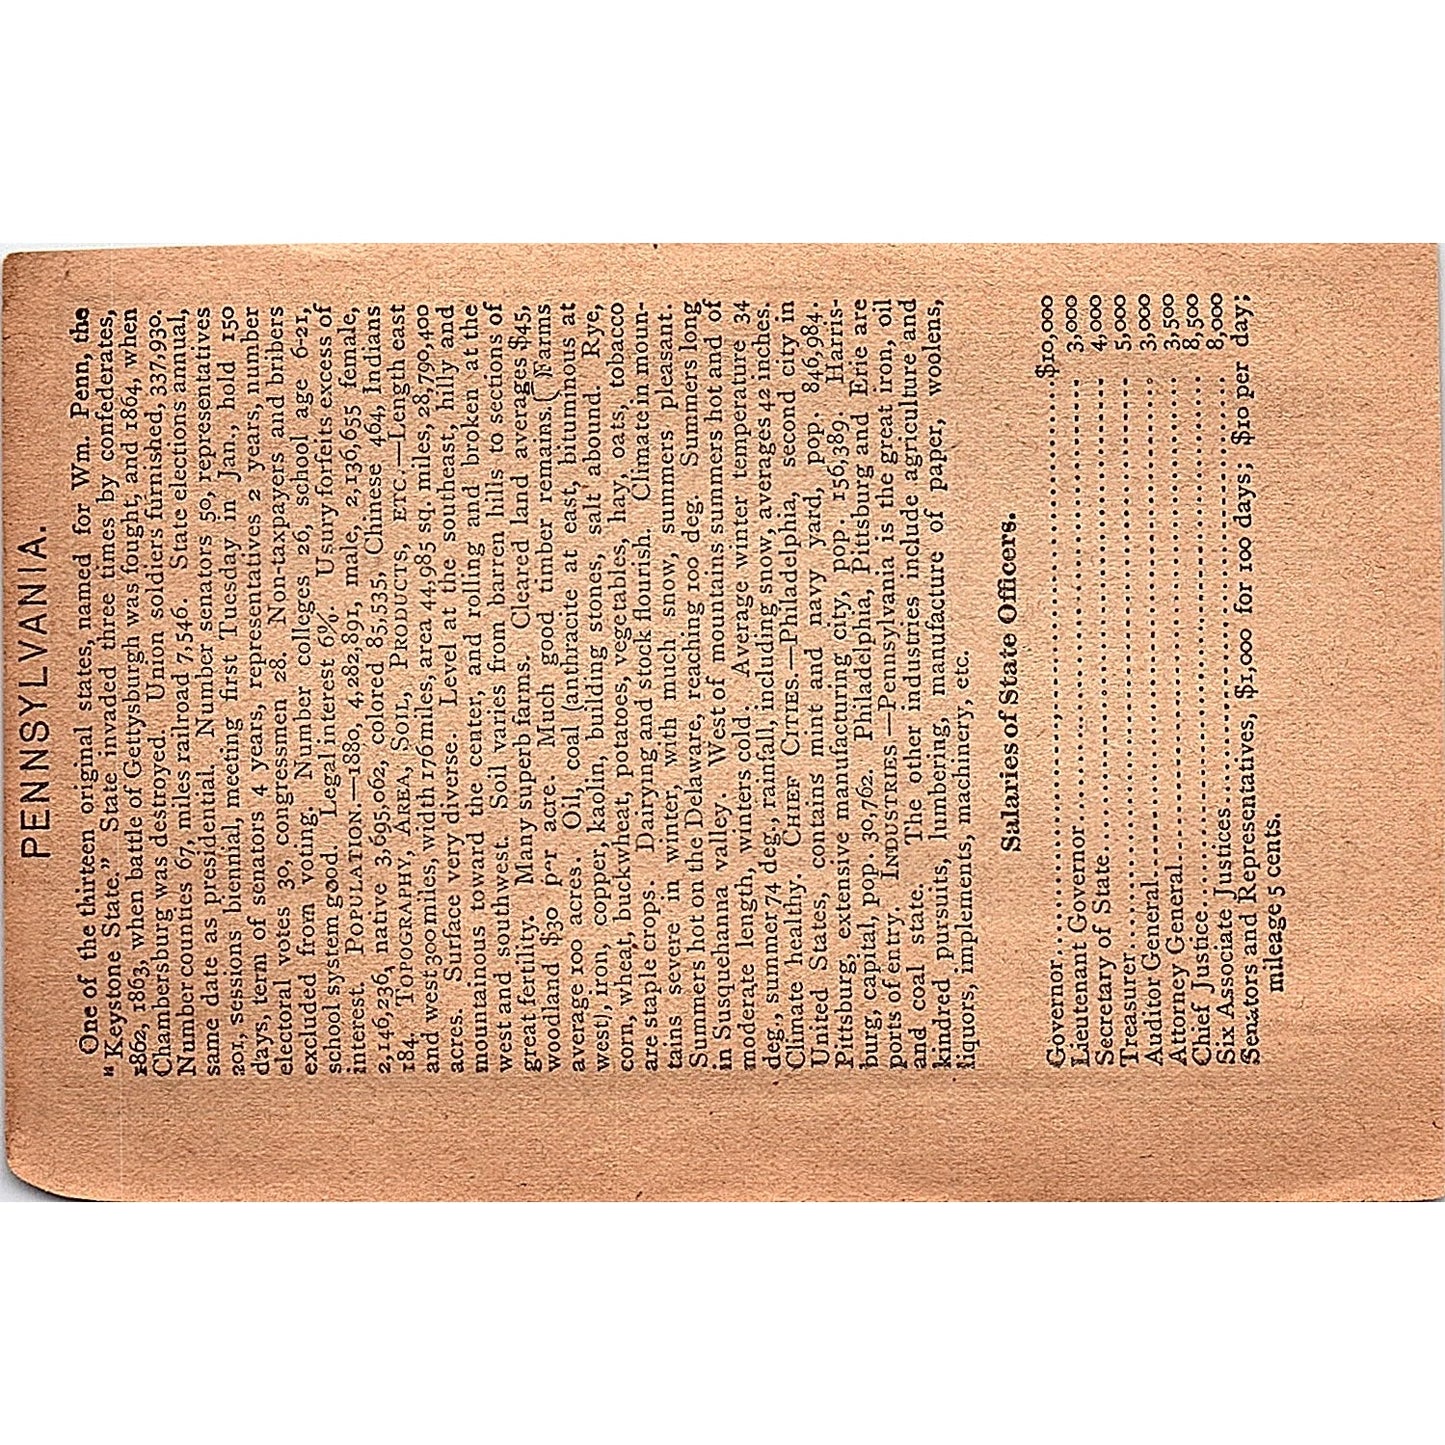 PENNSYLVANIA.
One of the thirteen original states, named for Wm. Penn, the
"Keystone State." State invaded three times by confederates,
1862, 1863, when battle of Gettysburgh was fought, and 1864, when
Chambersburg was destroyed. Union soldiers furnished, 337,930.
Number counties 67, miles railroad 7,546. State elections annual,
same date as presidential. Number senators 50, representatives
201, sessions biennial, meeting first Tuesday in Jan., hold 150
days, term of senators 4 years, representatives 2 years, number
electoral votes 30, congressmen 28. Non-taxpayers and bribers
excluded from voting. Number colleges 26, school age 6-21,
school system good. Legal interest 6%. Usury forfeits excess of
interest. POPULATION.—1880, 4,282,891, male, 2,136,655 female,
2,146,236, native 3,695,062, colored 85,535, Chinese 464, Indians
184. TOPOGRAPHY, AREA, SOIL, PRODUCTS, ETC.—Length east
and west 300 miles, width 176 miles, area 44,985 sq. miles, 28,790,400
acres. Surface very diverse. Level at the southeast, hilly and
mountainous toward the center, and rolling and broken at the
west and southwest. Soil varies from barren hills to sections of
great fertility. Many superb farms. Cleared land averages $45,
woodland $30 per acre. Much good timber remains. Farms
average 100 acres. Oil, coal (anthracite at east, bituminous at
west), iron, copper, kaolin, building stones, salt abound. Rye,
corn, wheat, buckwheat, potatoes, vegetables, hay, oats, tobacco
are staple crops. Dairying and stock flourish. Climate in moun-
tains severe in winter, with much snow, summers pleasant.
Summers hot on the Delaware, reaching 100 deg. Summers long
in Susquehanna valley. West of mountains summers hot and of
moderate length, winters cold. Average winter temperature 34
deg., summer 74 deg., rainfall, including snow, averages 42 inches.
Climate healthy. CHIEF CITIES.—Philadelphia, second city in
United States, contains mint and navy yard, pop. 846,984.
Pittsburg, extensive manufacturing city, pop. 156,389. Harris-
burg, capital, pop. 30,762. Philadelphia, Pittsburg and Erie are
ports of entry. INDUSTRIES.—Pennsylvania is the great iron, oil
and coal state. The other industries include agriculture and
kindred pursuits, lumbering, manufacture of paper, woolens,
liquors, implements, machinery, etc.
Salaries of State Officers.
Governor.....$10,000
Lieutenant Governor.....3,000
Secretary of State.....4,000
Treasurer.....5,000
Auditor General.....3,000
Attorney General.....3,500
Chief Justice.....8,500
Six Associate Justices.....8,000
Senators and Representatives, $1,000 for 100 days; $10 per day;
mileage 5 cents.